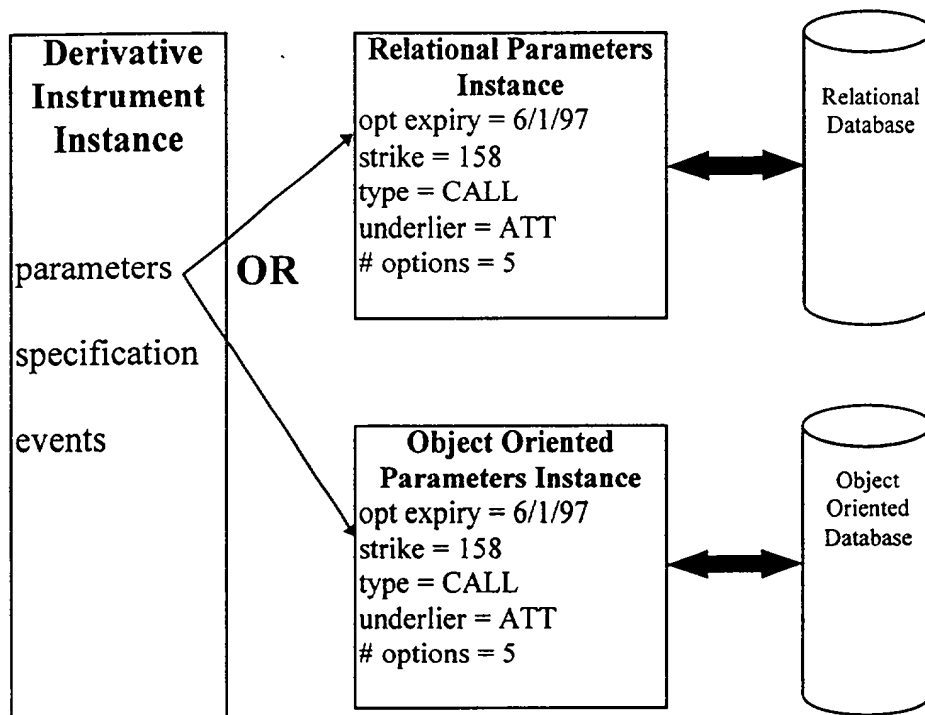 Derivative
Instrument
Instance
parameters
specification
events
OR
Relational Parameters
Instance
opt expiry = 6/1/97
strike = 158
type = CALL
underlier = ATT
# options = 5
Relational
Database
Object Oriented
Parameters Instance
opt expiry = 6/1/97
strike = 158
type = CALL
underlier = ATT
# options = 5
Object
Oriented
Database